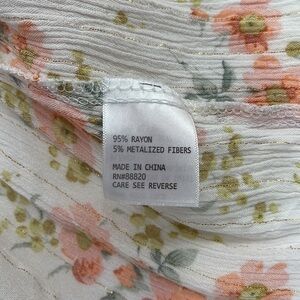 95% RAYON
5% METALIZED FIBERS
MADE IN CHINA
RN#88820
CARE SEE REVERSE